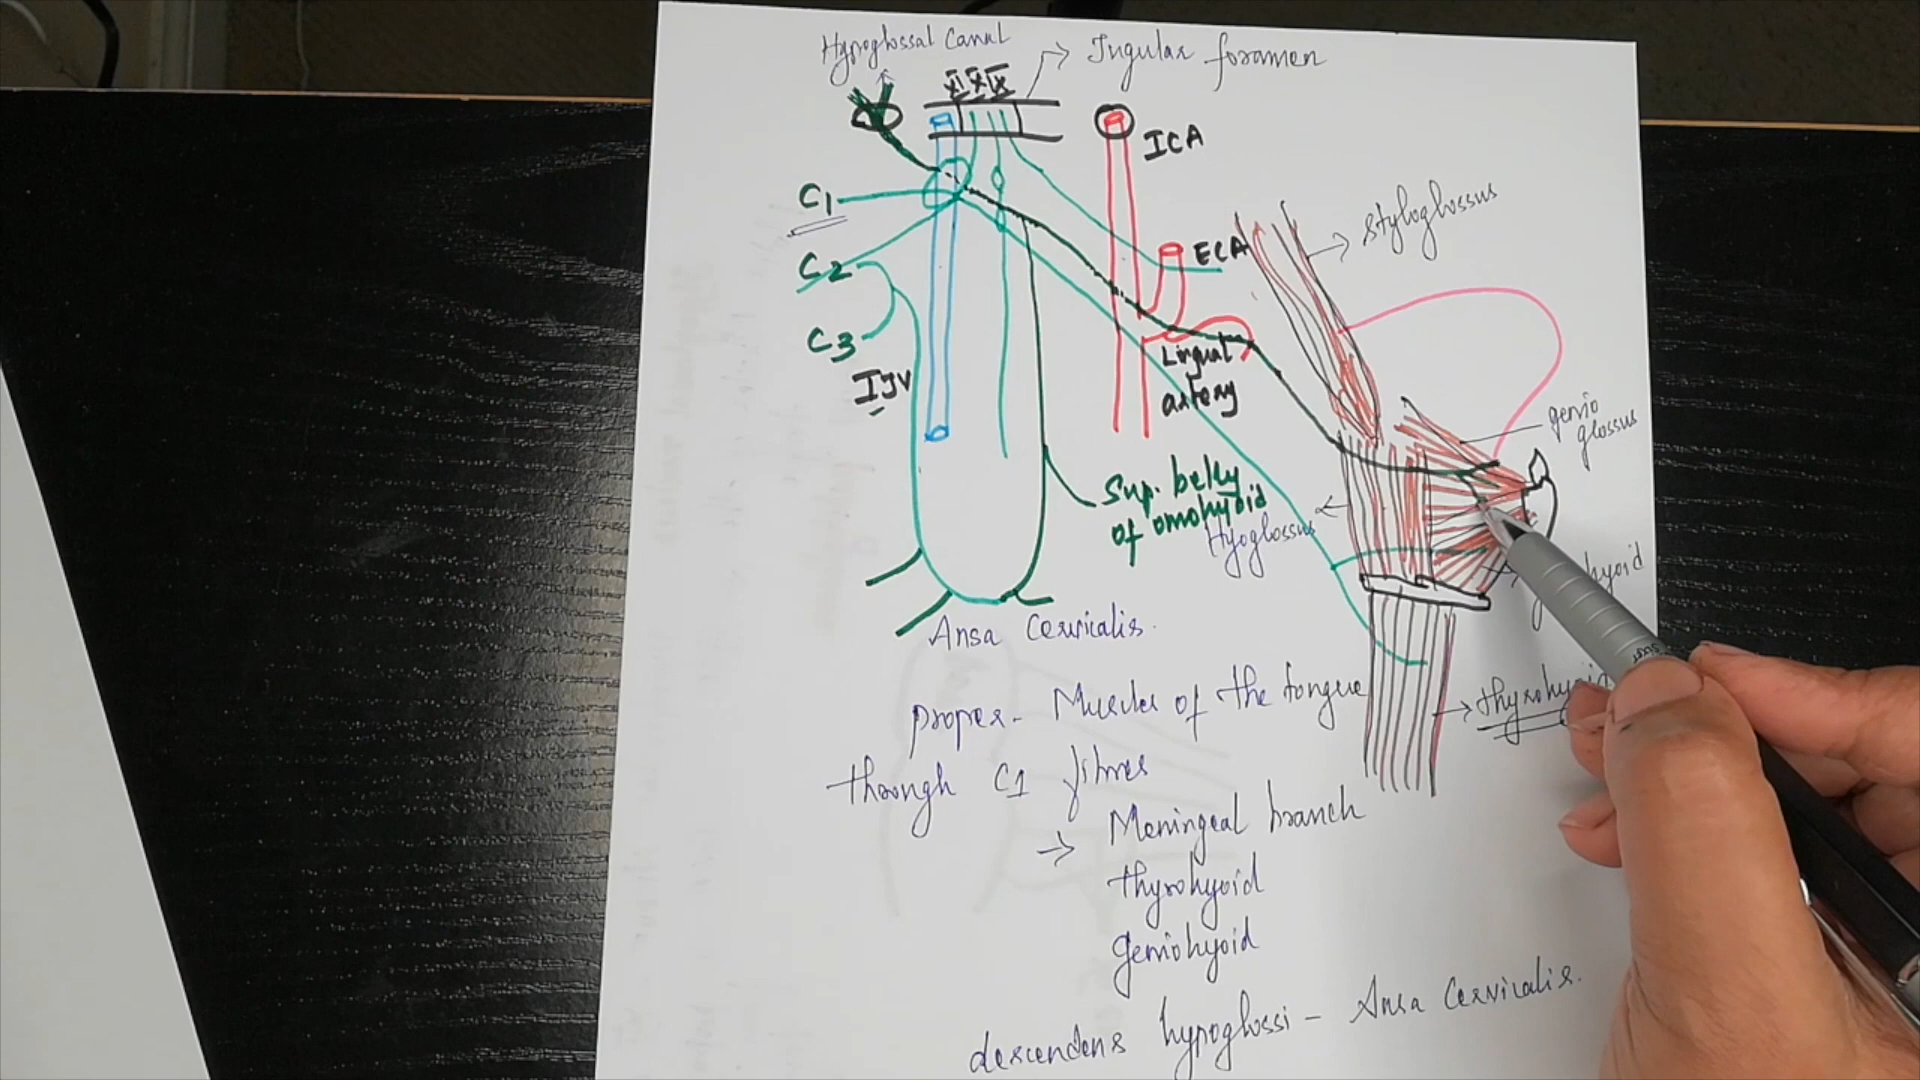 Hypoglossal Canal
Jugular foramen
XI X IX
ICA
C1
ECA
styloglossus
C2
C3
IJV
Lingual
artery
genio
glossus
Sup. belly
of omohyoid
Hyoglossus
hyoid
Ansa Cervicalis.
thyrohyoid
proper - Muscles of the tongue
through C1 fibres
→ Meningeal branch
thyrohyoid
geniohyoid
descendens hypoglossi - Ansa Cervicalis.